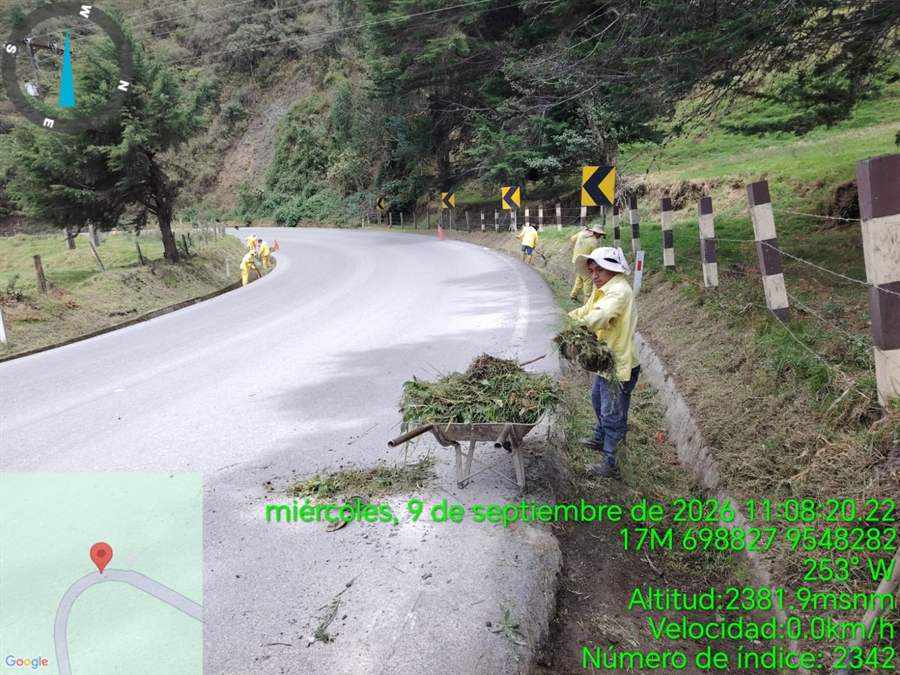 W
S
N
E
miércoles, 9 de septiembre de 2026 11:08:20.22
17M 698827 9548282
253° W
Altitud:2381.9msnm
Velocidad:0.0km/h
Número de índice: 2342
Google